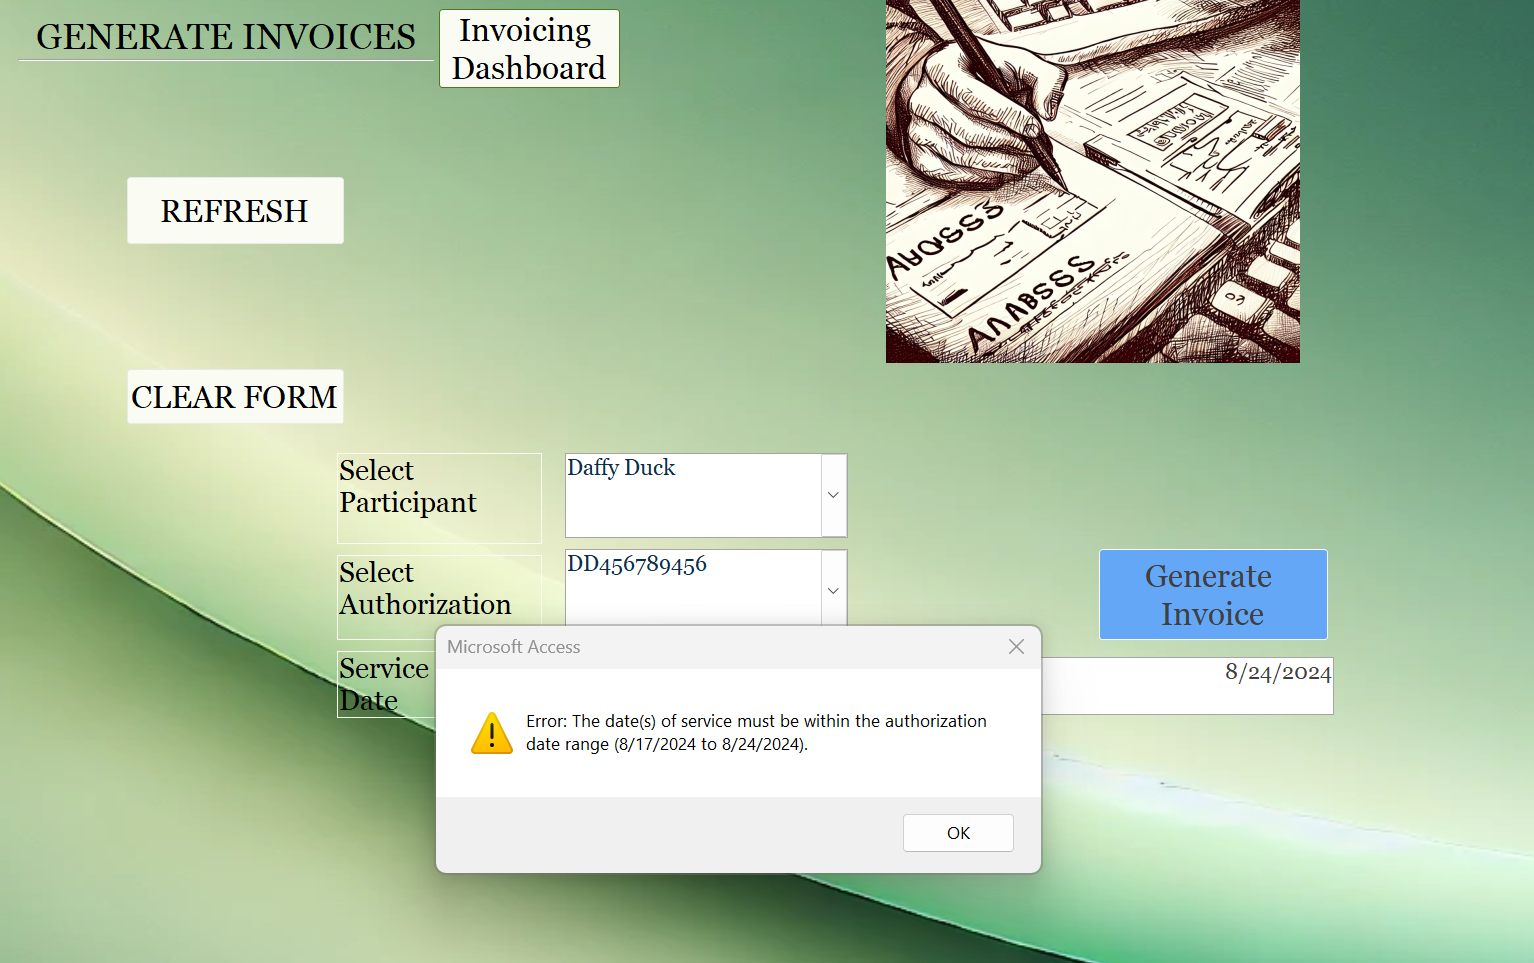 GENERATE INVOICES
Invoicing
Dashboard
REFRESH
CLEAR FORM
Select
Participant
Daffy Duck
Select
Authorization
DD456789456
Generate
Invoice
Service
Date
8/24/2024
Microsoft Access
Error: The date(s) of service must be within the authorization
date range (8/17/2024 to 8/24/2024).
OK